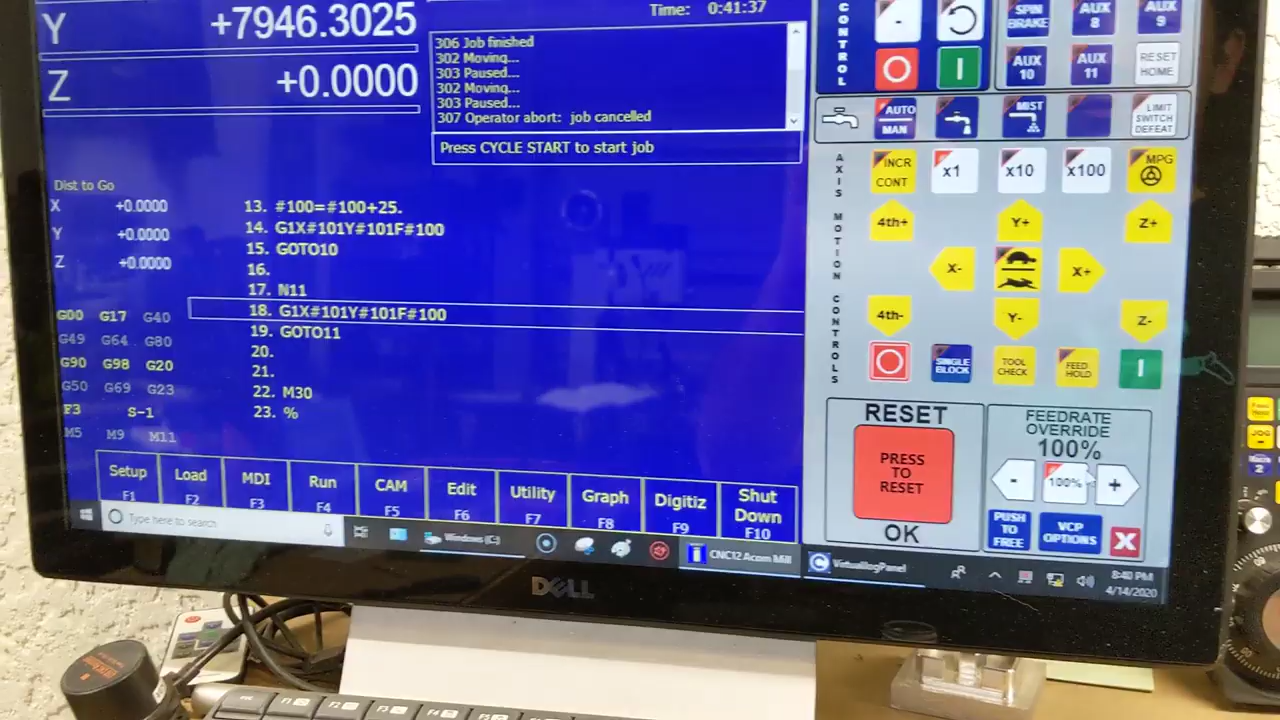 Y +7946.3025
Z +0.0000
Time: 0:41:37
306 Job finished
302 Moving...
303 Paused...
302 Moving...
303 Paused...
307 Operator abort: job cancelled
Press CYCLE START to start job
Dist to Go
X +0.0000
Y +0.0000
Z +0.0000
13. #100=#100+25.
14. G1X#101Y#101F#100
15. GOTO10
16.
17. N11
18. G1X#101Y#101F#100
19. GOTO11
20.
21.
22. M30
23. %
G00 G17 G40
G49 G64 G80
G90 G98 G20
G50 G69 G23
F3 S-1
M5 M9 M11
Setup F1
Load F2
MDI F3
Run F4
CAM F5
Edit F6
Utility F7
Graph F8
Digitiz F9
Shut Down F10
CONTROL
-
SPIN BRAKE
AUX 8
AUX 9
AUX 10
AUX 11
RESET HOME
AUTO MAN
MIST
LIMIT SWITCH DEFEAT
AXIS MOTION CONTROLS
INCR CONT
x1
x10
x100
MPG
4th+
Y+
Z+
X-
X+
4th-
Y-
Z-
SINGLE BLOCK
TOOL CHECK
FEED HOLD
RESET
PRESS TO RESET
OK
FEEDRATE OVERRIDE
100%
-
100%
+
PUSH TO FREE
VCP OPTIONS
X
Type here to search
Windows (C:)
CNC12 Acorn Mill
VirtualJogPanel
8:40 PM
4/14/2020
DELL
Feed Hold
JOG